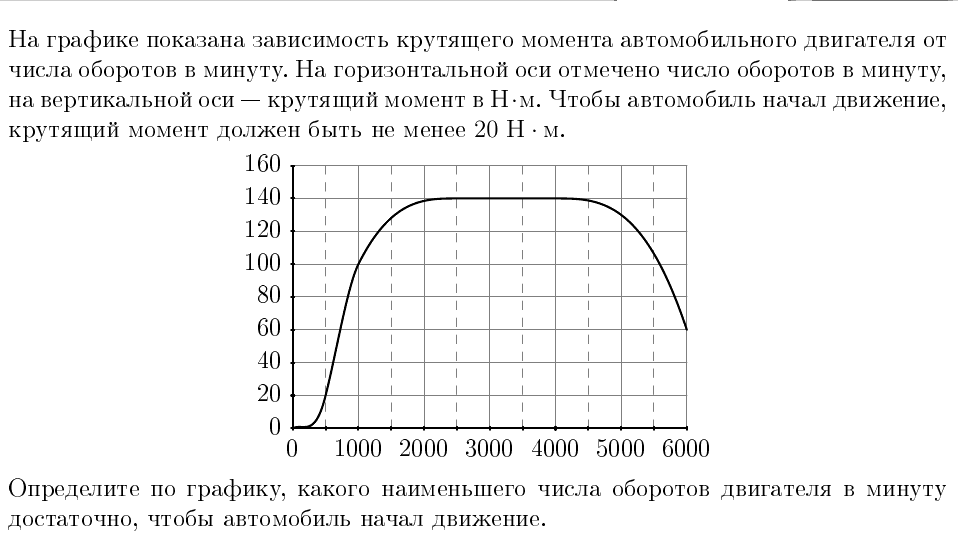 На графике показана зависимость крутящего момента автомобильного двигателя от
числа оборотов в минуту. На горизонтальной оси отмечено число оборотов в минуту,
на вертикальной оси — крутящий момент в Н·м. Чтобы автомобиль начал движение,
крутящий момент должен быть не менее 20 Н · м.
160
140
120
100
80
60
40
20
0
0 1000 2000 3000 4000 5000 6000
Определите по графику, какого наименьшего числа оборотов двигателя в минуту
достаточно, чтобы автомобиль начал движение.